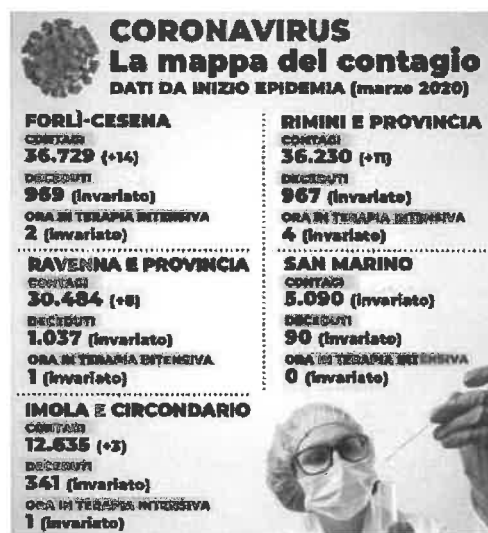 CORONAVIRUS
La mappa del contagio
DATI DA INIZIO EPIDEMIA (marzo 2020)
FORLÌ-CESENA
CONTAGI
36.729 (+14)
DECEDUTI
969 (invariato)
ORA IN TERAPIA INTENSIVA
2 (invariato)
RAVENNA E PROVINCIA
CONTAGI
30.484 (+8)
DECEDUTI
1.037 (invariato)
ORA IN TERAPIA INTENSIVA
1 (invariato)
IMOLA E CIRCONDARIO
CONTAGI
12.635 (+3)
DECEDUTI
341 (invariato)
ORA IN TERAPIA INTENSIVA
1 (invariato)
RIMINI E PROVINCIA
CONTAGI
36.230 (+11)
DECEDUTI
967 (invariato)
ORA IN TERAPIA INTENSIVA
4 (invariato)
SAN MARINO
CONTAGI
5.090 (invariato)
DECEDUTI
90 (invariato)
ORA IN TERAPIA INTENSIVA
0 (invariato)